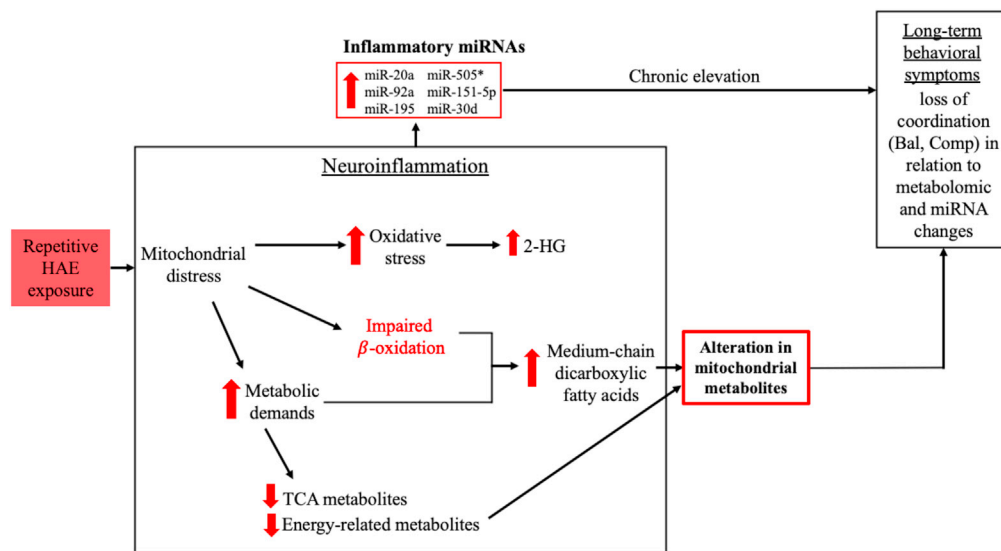 Inflammatory miRNAs
miR-20a miR-505*
miR-92a miR-151-5p
miR-195 miR-30d
Chronic elevation
Long-term
behavioral
symptoms
loss of
coordination
(Bal, Comp) in
relation to
metabolomic
and miRNA
changes
Neuroinflammation
Repetitive
HAE
exposure
Mitochondrial
distress
Oxidative
stress
2-HG
Impaired
β-oxidation
Metabolic
demands
Medium-chain
dicarboxylic
fatty acids
Alteration in
mitochondrial
metabolites
TCA metabolites
Energy-related metabolites